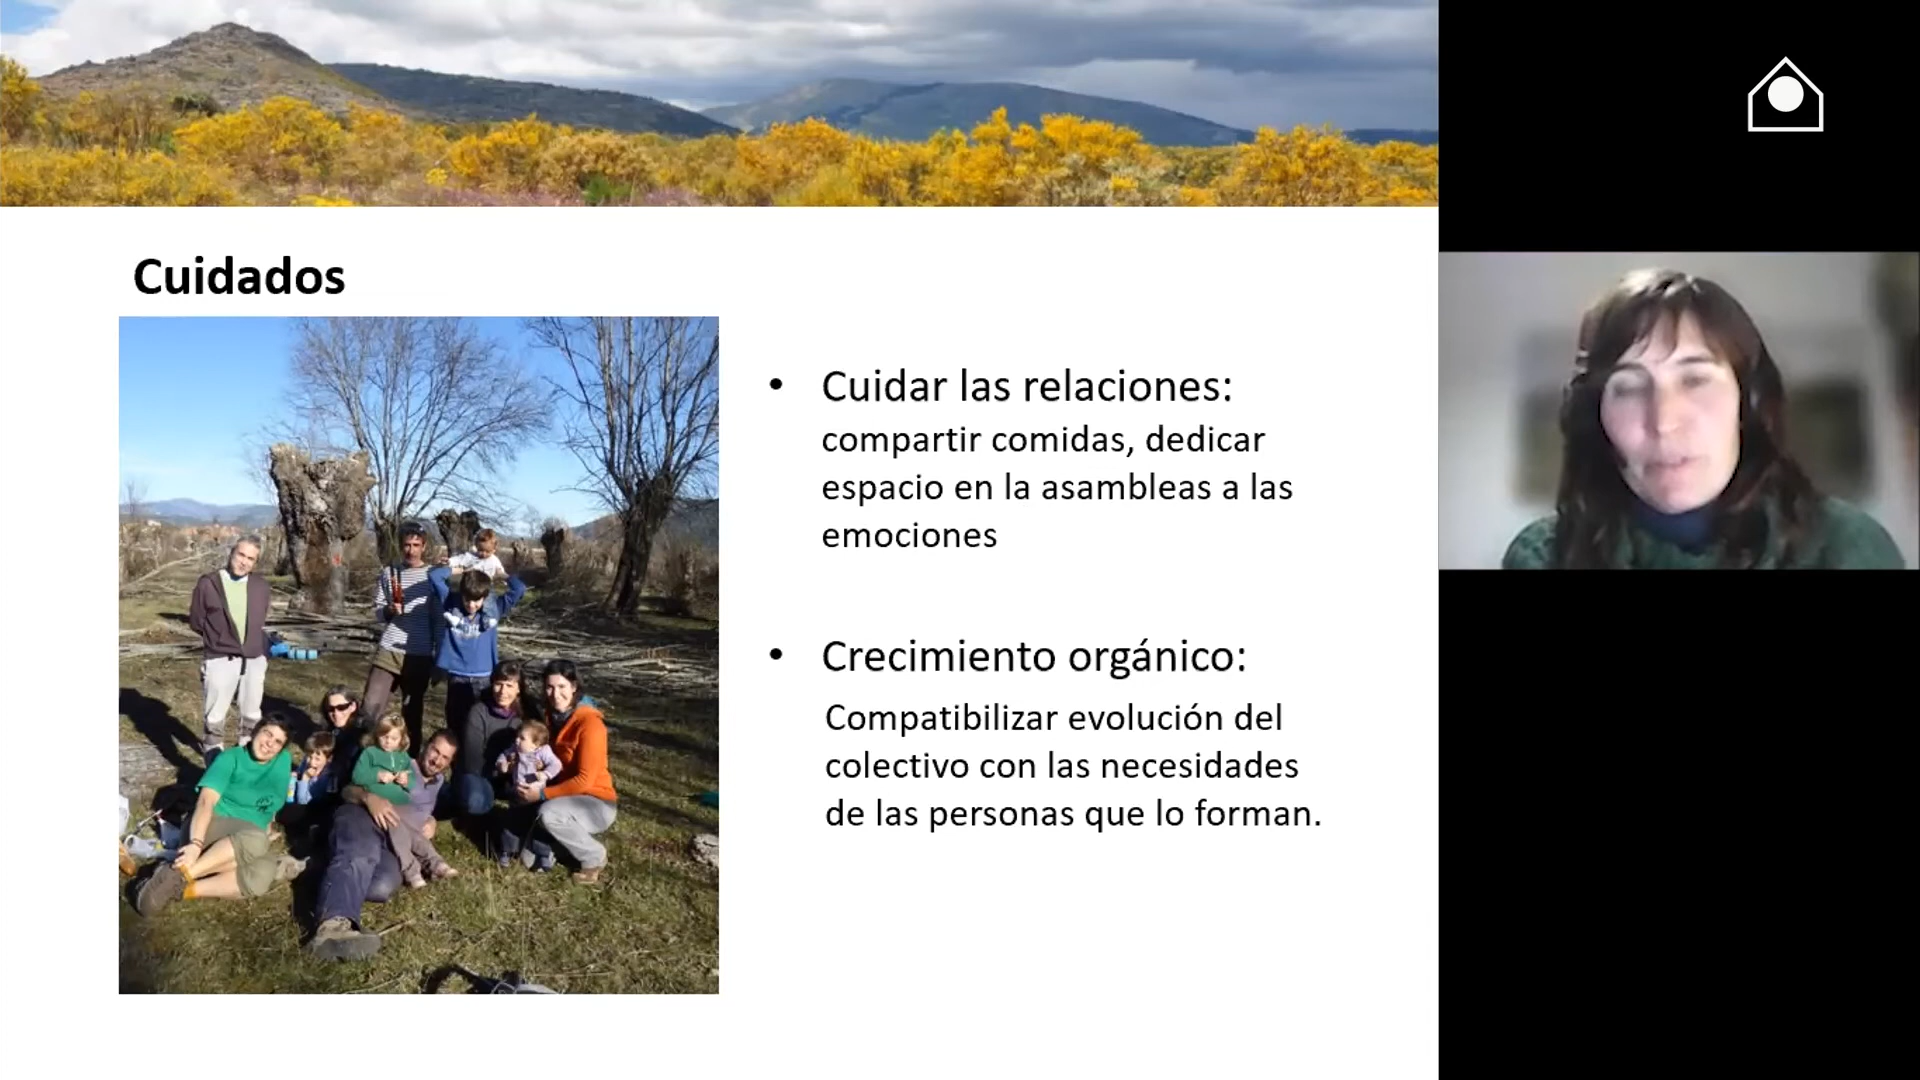 Cuidados
• Cuidar las relaciones:
compartir comidas, dedicar
espacio en la asambleas a las
emociones
• Crecimiento orgánico:
Compatibilizar evolución del
colectivo con las necesidades
de las personas que lo forman.